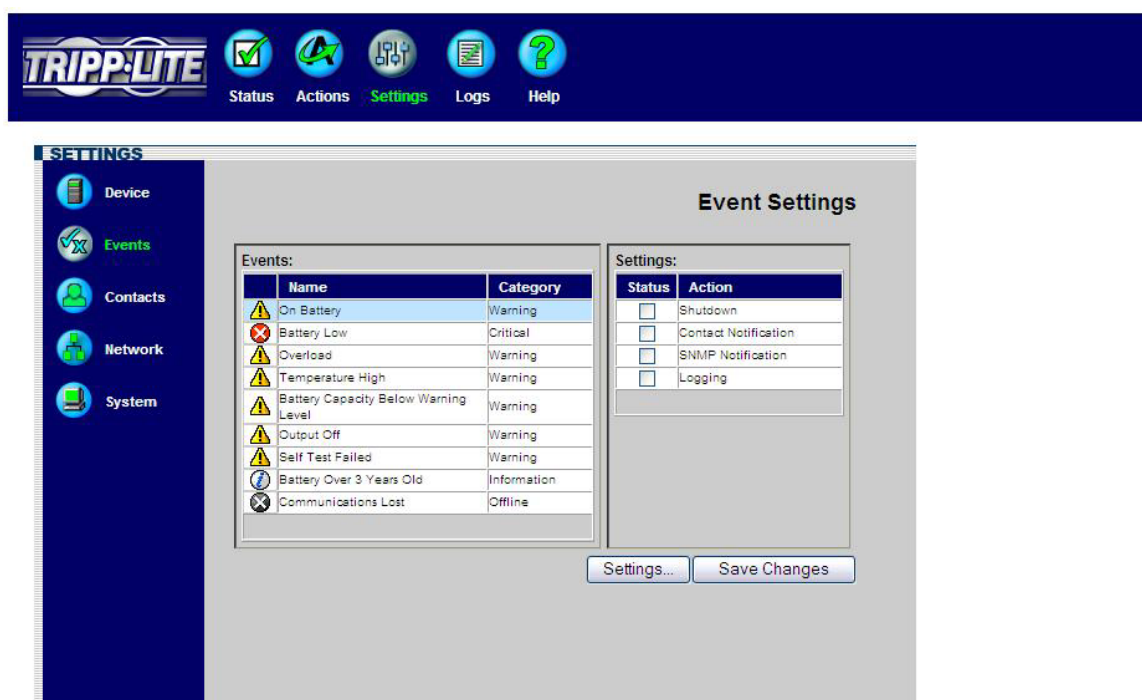 TRIPP·LITE
Status Actions Settings Logs Help
SETTINGS
Device
Events
Contacts
Network
System
Event Settings
Events:
Name Category
On Battery Warning
Battery Low Critical
Overload Warning
Temperature High Warning
Battery Capacity Below Warning
Level Warning
Output Off Warning
Self Test Failed Warning
Battery Over 3 Years Old Information
Communications Lost Offline
Settings:
Status Action
Shutdown
Contact Notification
SNMP Notification
Logging
Settings... Save Changes